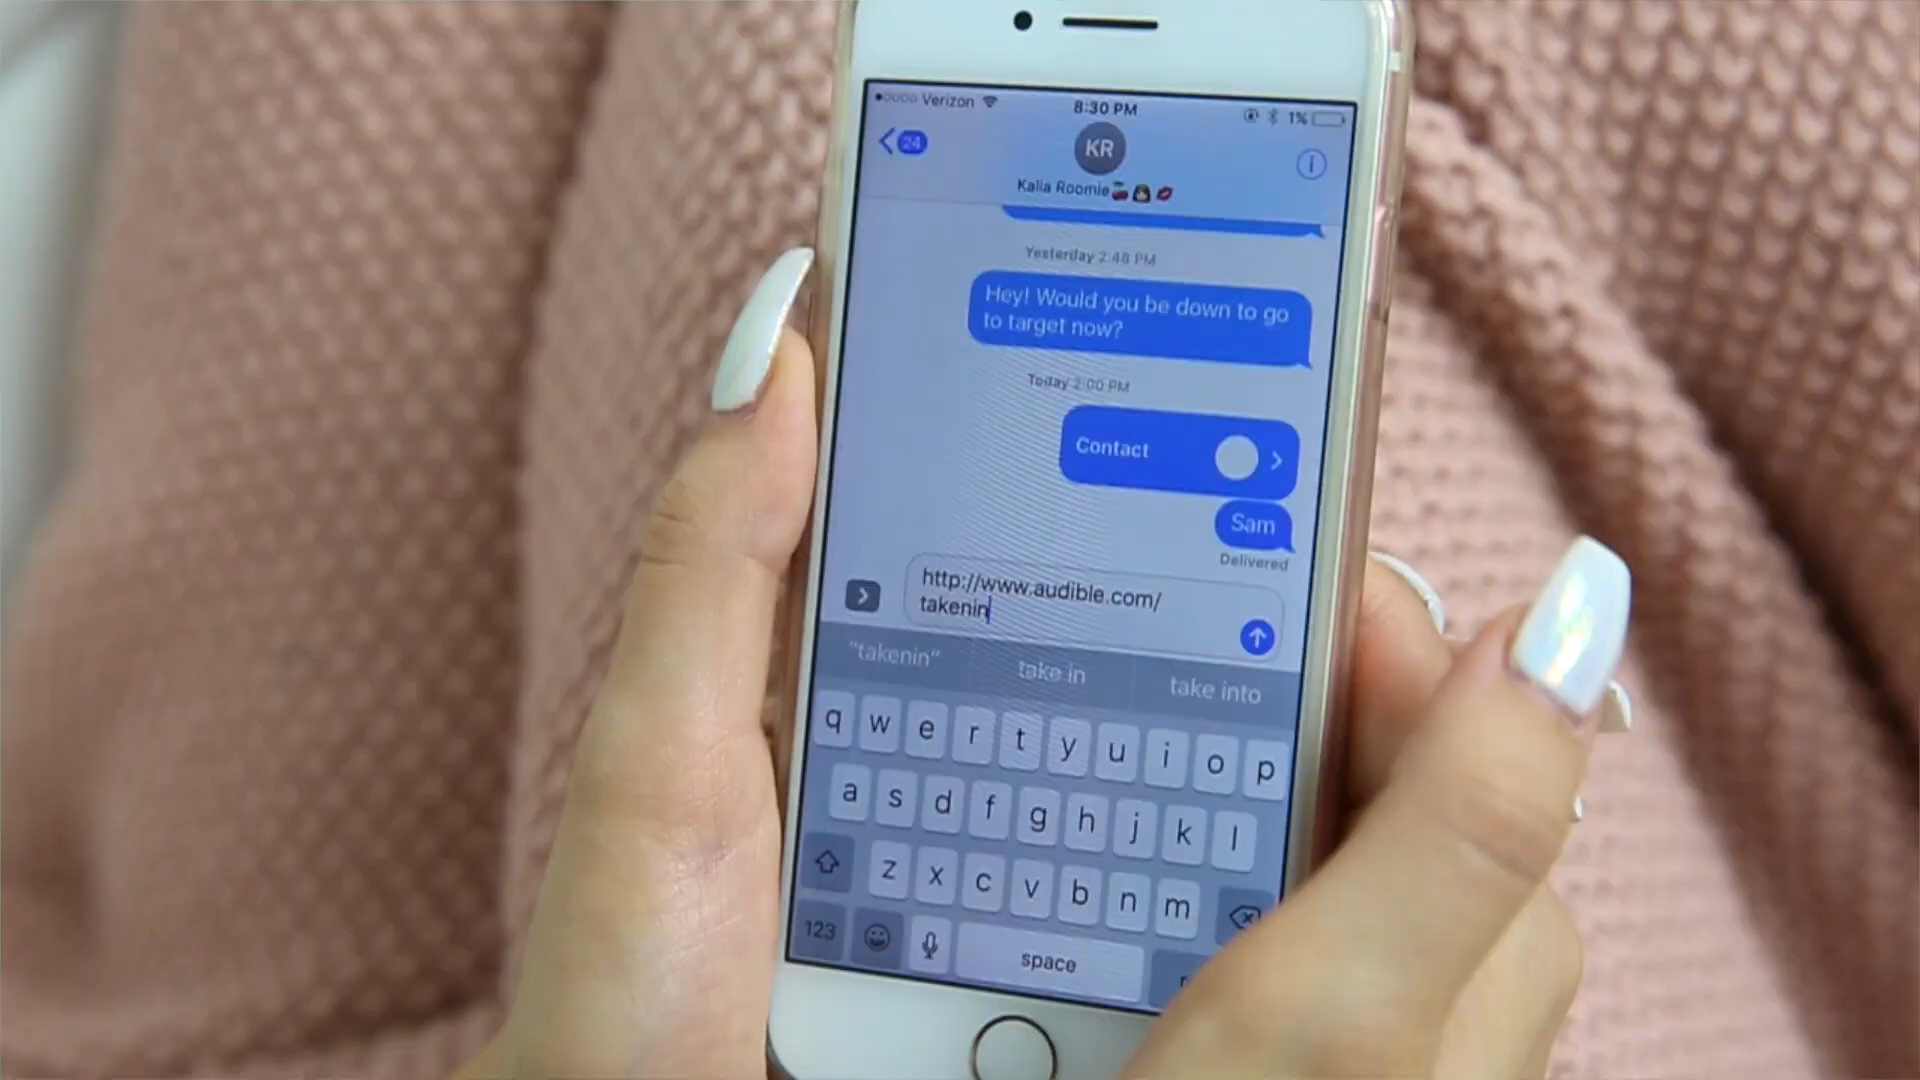 Verizon 8:30 PM 1%
24
KR
Kalia Roomie🍒👩🏻💋
Yesterday 2:48 PM
Hey! Would you be down to go
to target now?
Today 2:00 PM
Contact
Sam
Delivered
http://www.audible.com/
takenin
"takenin" take in take into
q w e r t y u i o p
a s d f g h j k l
z x c v b n m
123 space